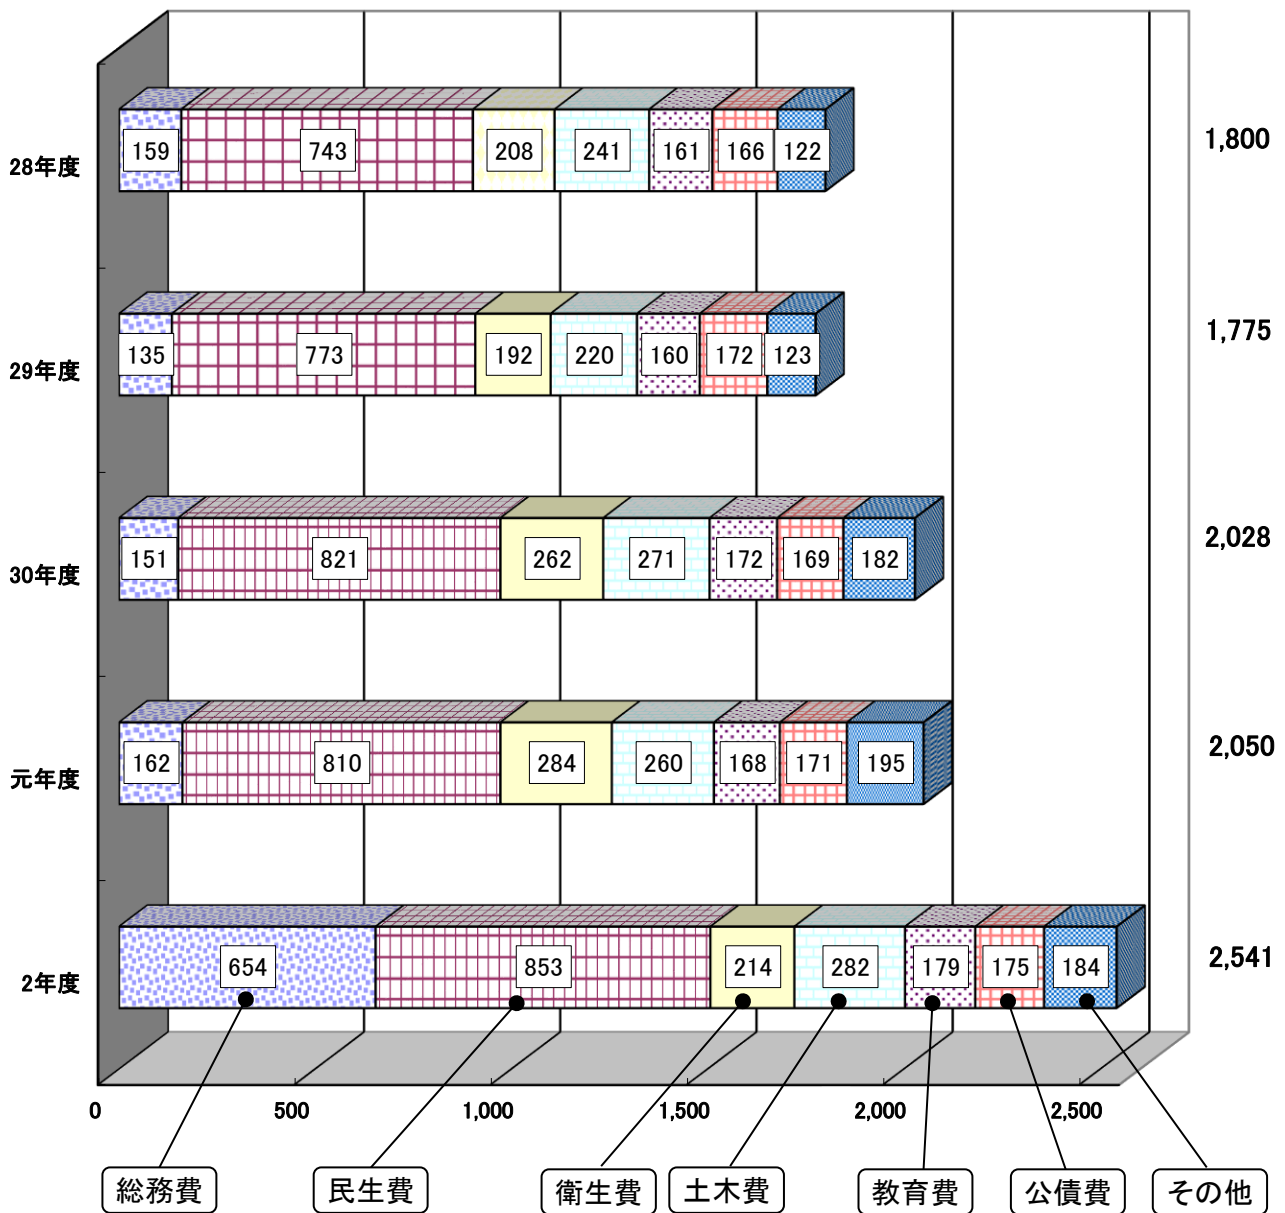 28年度 159 743 208 241 161 166 122 1,800
29年度 135 773 192 220 160 172 123 1,775
30年度 151 821 262 271 172 169 182 2,028
元年度 162 810 284 260 168 171 195 2,050
2年度 654 853 214 282 179 175 184 2,541
0 500 1,000 1,500 2,000 2,500
総務費 民生費 衛生費 土木費 教育費 公債費 その他